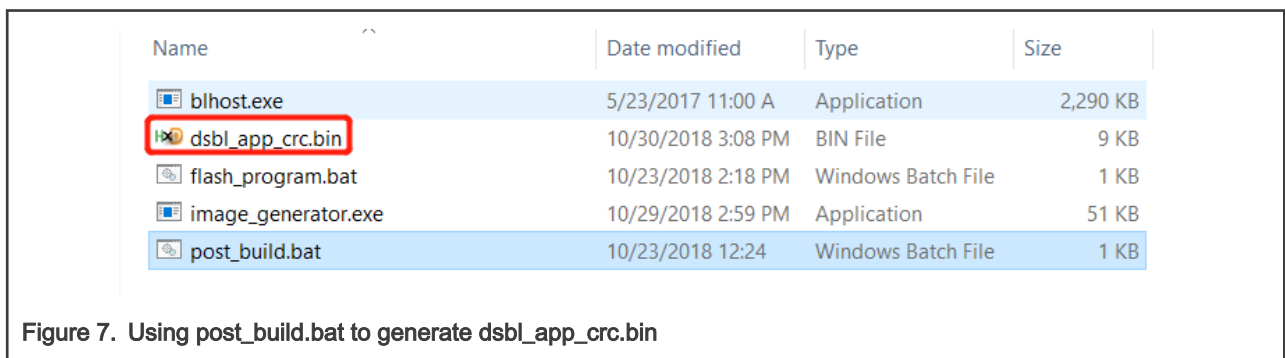 Name Date modified Type Size
blhost.exe 5/23/2017 11:00 A Application 2,290 KB
dsbl_app_crc.bin 10/30/2018 3:08 PM BIN File 9 KB
flash_program.bat 10/23/2018 2:18 PM Windows Batch File 1 KB
image_generator.exe 10/29/2018 2:59 PM Application 51 KB
post_build.bat 10/23/2018 12:24 Windows Batch File 1 KB
Figure 7. Using post_build.bat to generate dsbl_app_crc.bin